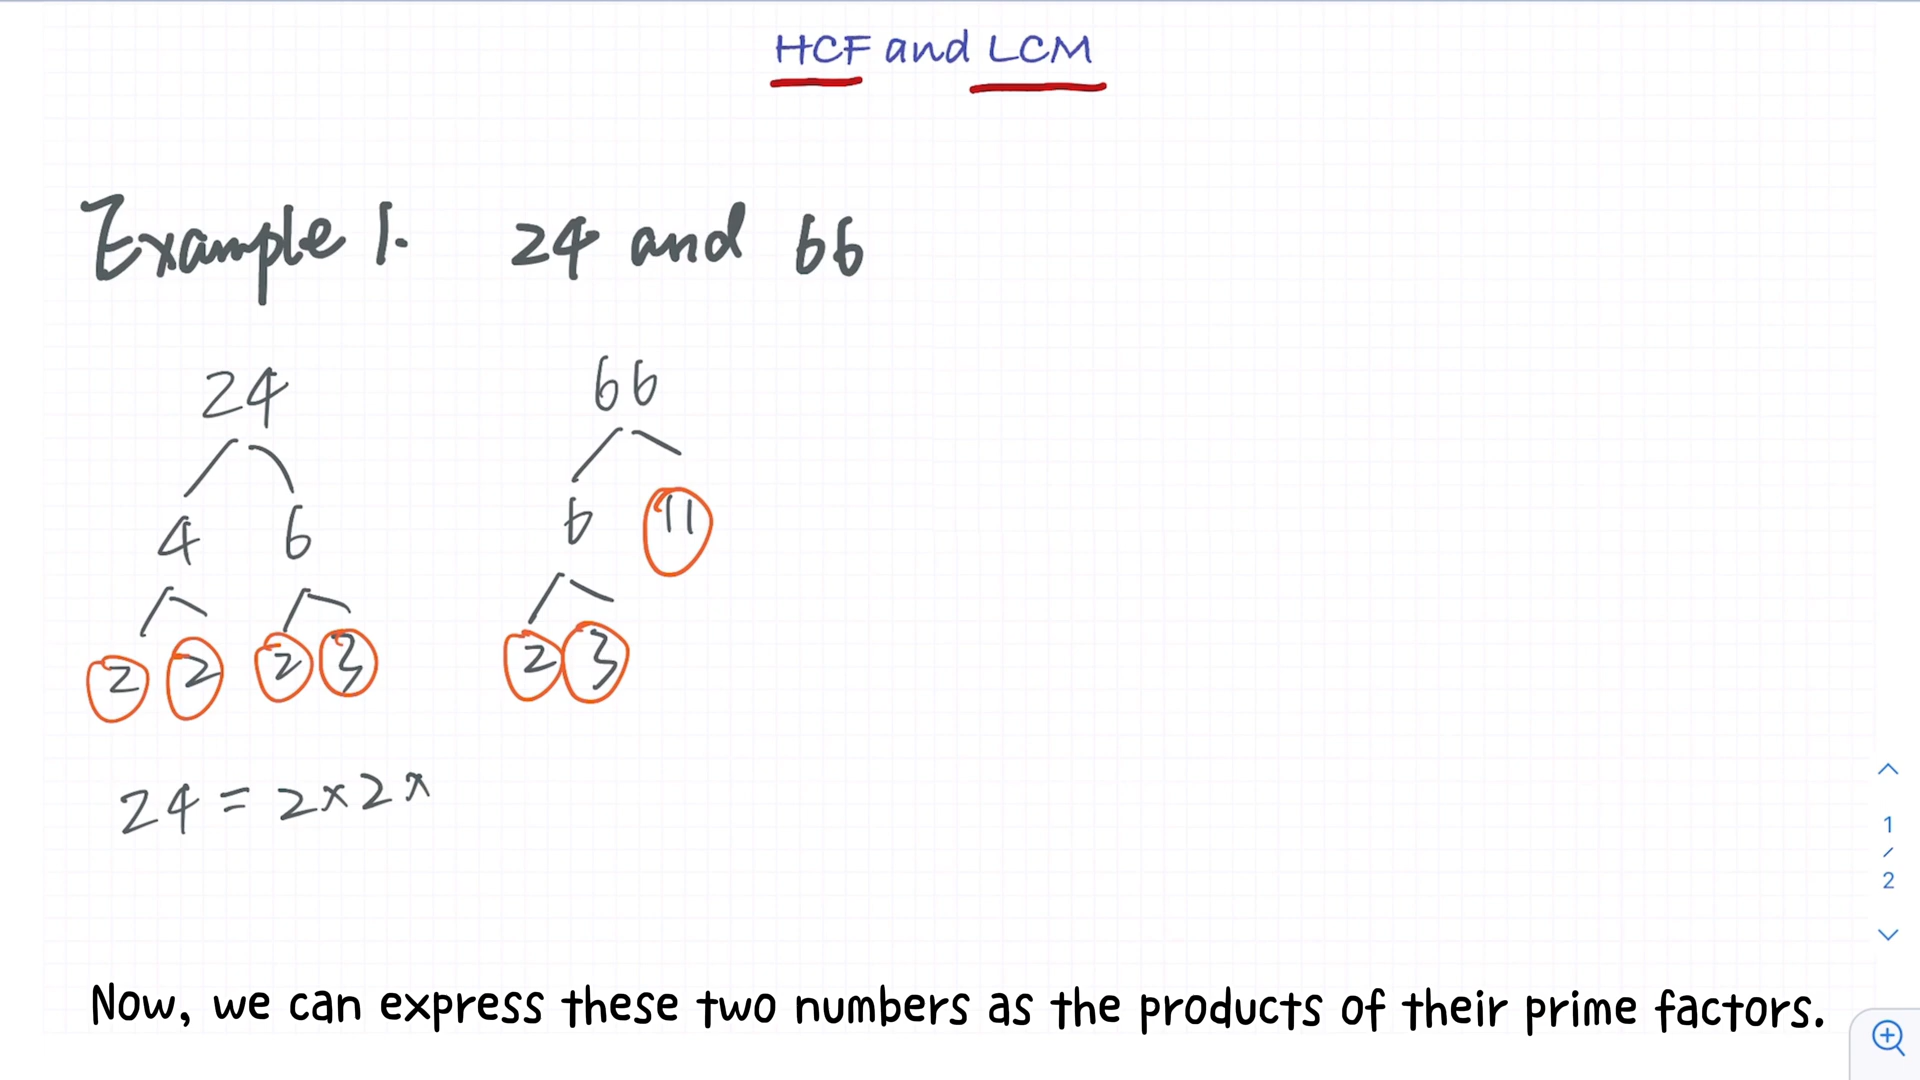 HCF and LCM
Example 1. 24 and 66
24 66
4 6 6 11
2 2 2 3 2 3
24 = 2 × 2 ×
1
/
2
Now, we can express these two numbers as the products of their prime factors.